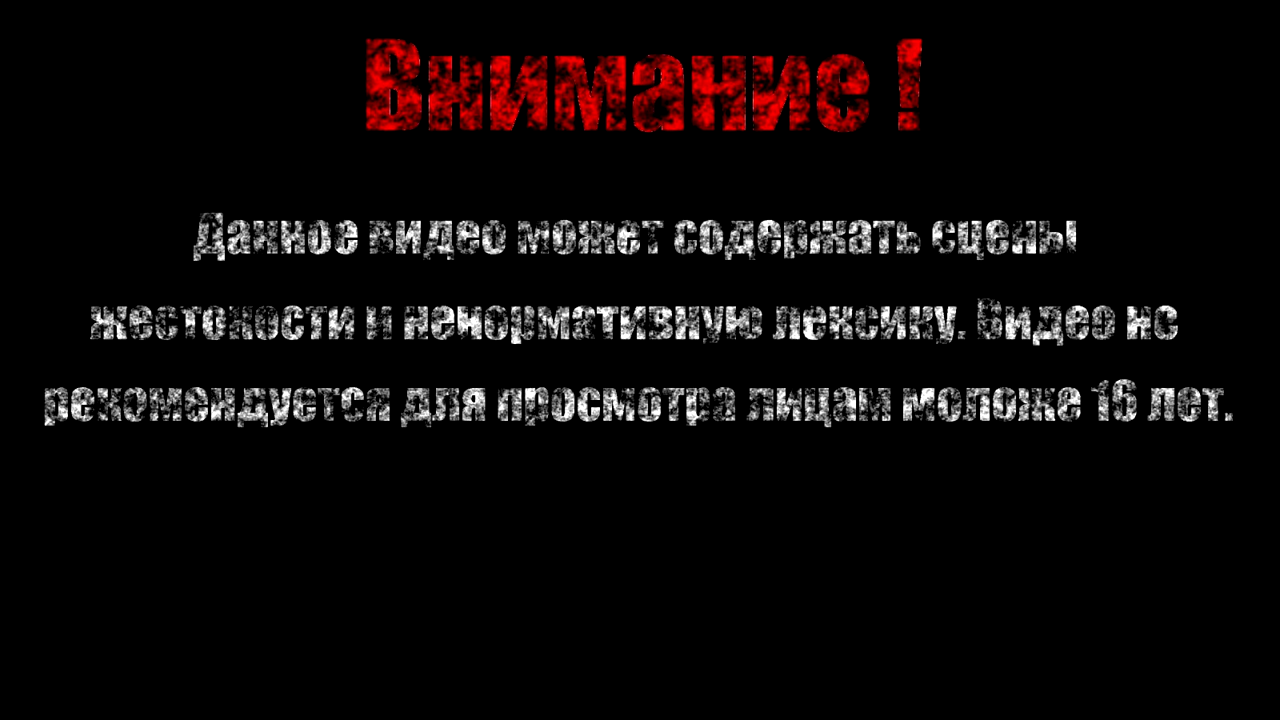 Внимание !
Данное видео может содержать сцены
жестокости и ненормативную лексику. Видео не
рекомендуется для просмотра лицам моложе 16 лет.